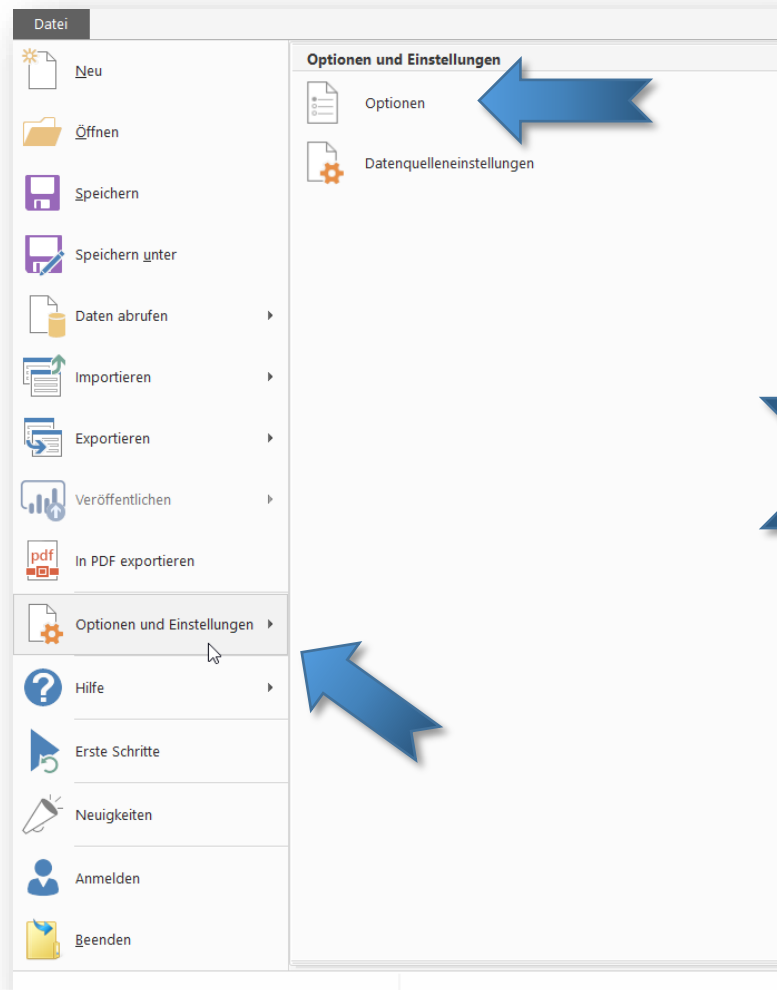 Datei
Neu
Öffnen
Speichern
Speichern unter
Daten abrufen
Importieren
Exportieren
Veröffentlichen
pdf
In PDF exportieren
Optionen und Einstellungen
Hilfe
Erste Schritte
Neuigkeiten
Anmelden
Beenden
Optionen und Einstellungen
Optionen
Datenquelleneinstellungen